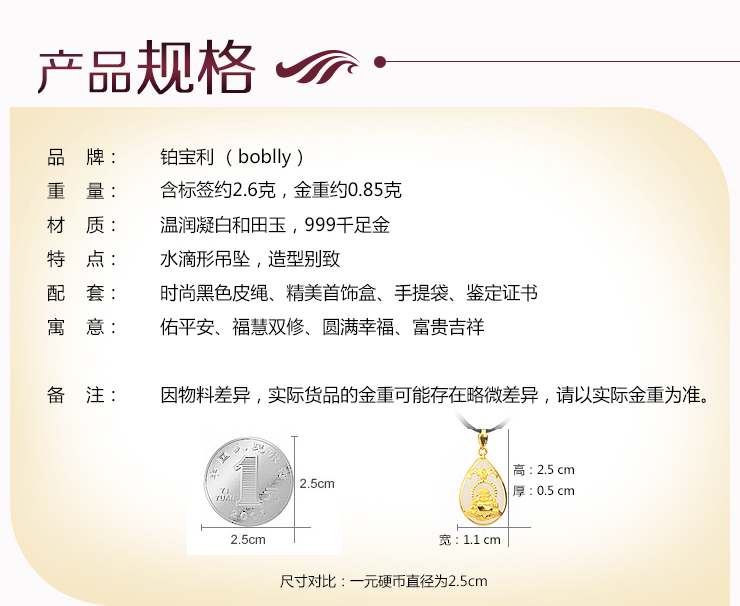 产品规格
品 牌： 铂宝利（boblly）
重 量： 含标签约2.6克，金重约0.85克
材 质： 温润凝白和田玉，999千足金
特 点： 水滴形吊坠，造型别致
配 套： 时尚黑色皮绳、精美首饰盒、手提袋、鉴定证书
寓 意： 佑平安、福慧双修、圆满幸福、富贵吉祥
备 注： 因物料差异，实际货品的金重可能存在略微差异，请以实际金重为准。
1
YI
YUAN
2.5cm
2.5cm
高：2.5 cm
厚：0.5 cm
宽：1.1 cm
尺寸对比：一元硬币直径为2.5cm